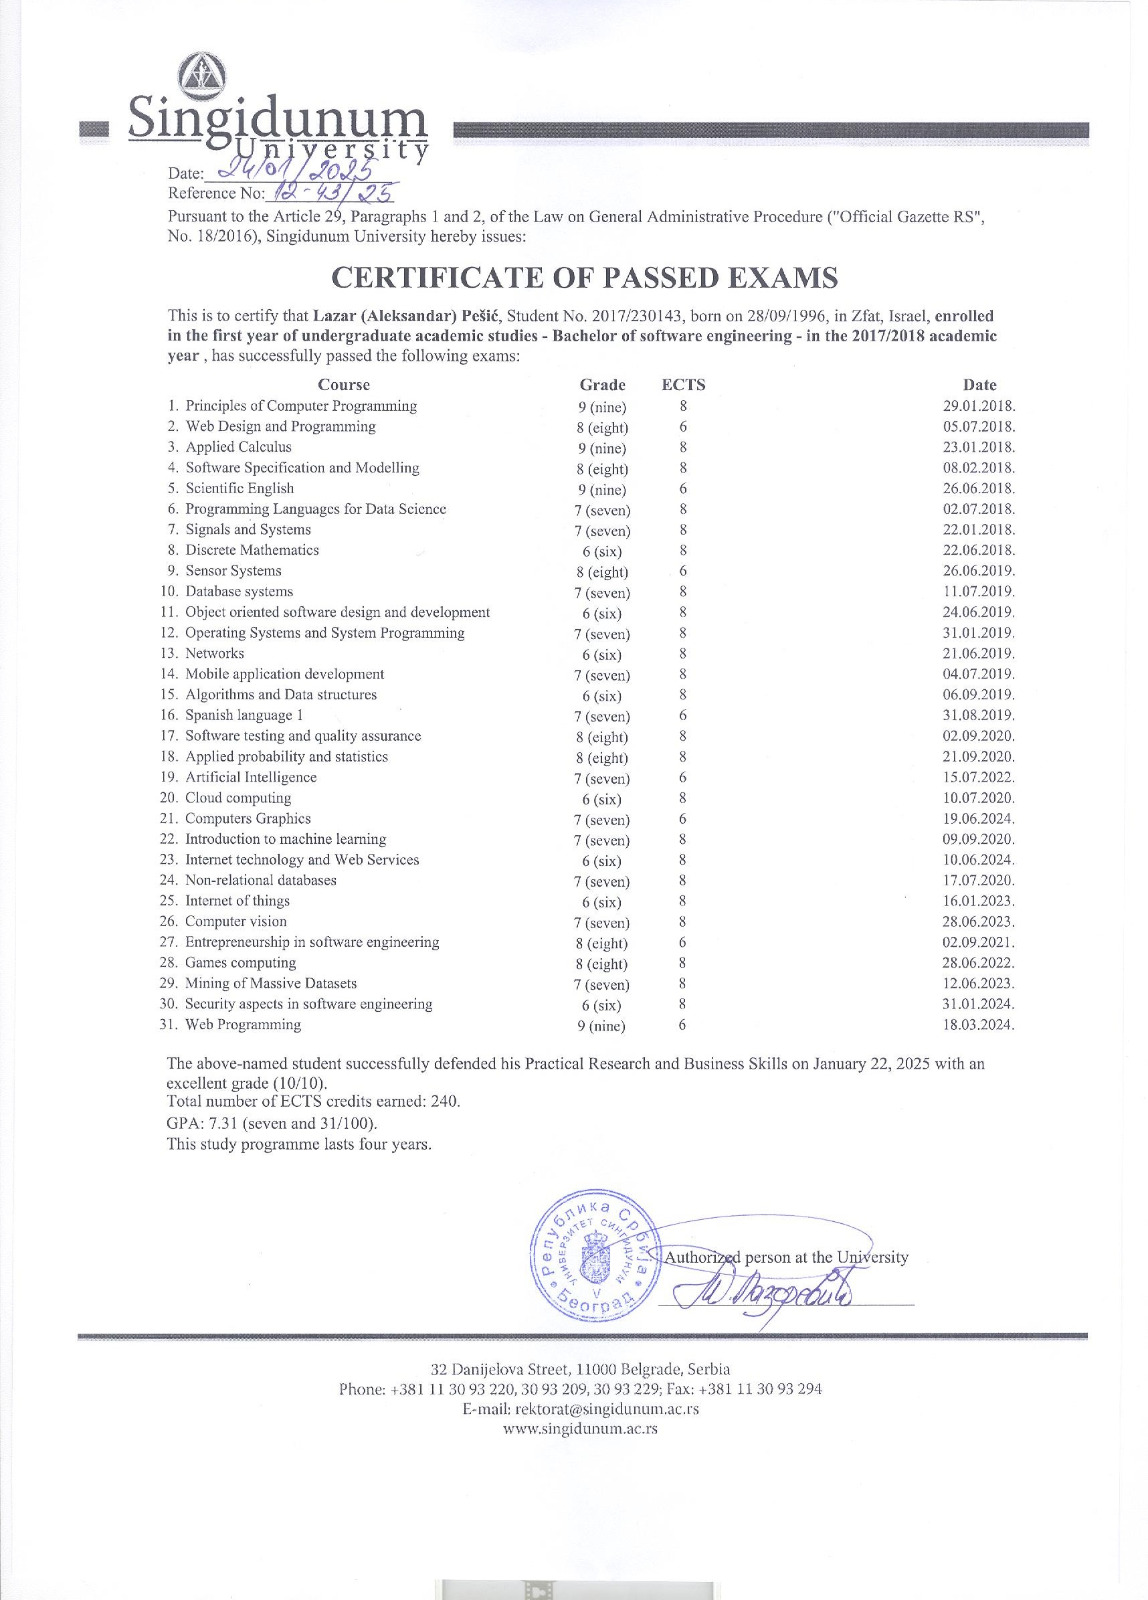 Singidunum
University
Date: 24/01/2025
Reference No: 12-43/25
Pursuant to the Article 29, Paragraphs 1 and 2, of the Law on General Administrative Procedure ("Official Gazette RS",
No. 18/2016), Singidunum University hereby issues:
CERTIFICATE OF PASSED EXAMS
This is to certify that Lazar (Aleksandar) Pešić, Student No. 2017/230143, born on 28/09/1996, in Zfat, Israel, enrolled
in the first year of undergraduate academic studies - Bachelor of software engineering - in the 2017/2018 academic
year , has successfully passed the following exams:
Course Grade ECTS Date
1. Principles of Computer Programming 9 (nine) 8 29.01.2018.
2. Web Design and Programming 8 (eight) 6 05.07.2018.
3. Applied Calculus 9 (nine) 8 23.01.2018.
4. Software Specification and Modelling 8 (eight) 8 08.02.2018.
5. Scientific English 9 (nine) 6 26.06.2018.
6. Programming Languages for Data Science 7 (seven) 8 02.07.2018.
7. Signals and Systems 7 (seven) 8 22.01.2018.
8. Discrete Mathematics 6 (six) 8 22.06.2018.
9. Sensor Systems 8 (eight) 6 26.06.2019.
10. Database systems 7 (seven) 8 11.07.2019.
11. Object oriented software design and development 6 (six) 8 24.06.2019.
12. Operating Systems and System Programming 7 (seven) 8 31.01.2019.
13. Networks 6 (six) 8 21.06.2019.
14. Mobile application development 7 (seven) 8 04.07.2019.
15. Algorithms and Data structures 6 (six) 8 06.09.2019.
16. Spanish language 1 7 (seven) 6 31.08.2019.
17. Software testing and quality assurance 8 (eight) 8 02.09.2020.
18. Applied probability and statistics 8 (eight) 8 21.09.2020.
19. Artificial Intelligence 7 (seven) 6 15.07.2022.
20. Cloud computing 6 (six) 8 10.07.2020.
21. Computers Graphics 7 (seven) 6 19.06.2024.
22. Introduction to machine learning 7 (seven) 8 09.09.2020.
23. Internet technology and Web Services 6 (six) 8 10.06.2024.
24. Non-relational databases 7 (seven) 8 17.07.2020.
25. Internet of things 6 (six) 8 16.01.2023.
26. Computer vision 7 (seven) 8 28.06.2023.
27. Entrepreneurship in software engineering 8 (eight) 6 02.09.2021.
28. Games computing 8 (eight) 8 28.06.2022.
29. Mining of Massive Datasets 7 (seven) 8 12.06.2023.
30. Security aspects in software engineering 6 (six) 8 31.01.2024.
31. Web Programming 9 (nine) 6 18.03.2024.
The above-named student successfully defended his Practical Research and Business Skills on January 22, 2025 with an
excellent grade (10/10).
Total number of ECTS credits earned: 240.
GPA: 7.31 (seven and 31/100).
This study programme lasts four years.
Република Србија
УНИВЕРЗИТЕТ СИНГИДУНУМ
V
Београд
Authorized person at the University
32 Danijelova Street, 11000 Belgrade, Serbia
Phone: +381 11 30 93 220, 30 93 209, 30 93 229; Fax: +381 11 30 93 294
E-mail: rektorat@singidunum.ac.rs
www.singidunum.ac.rs